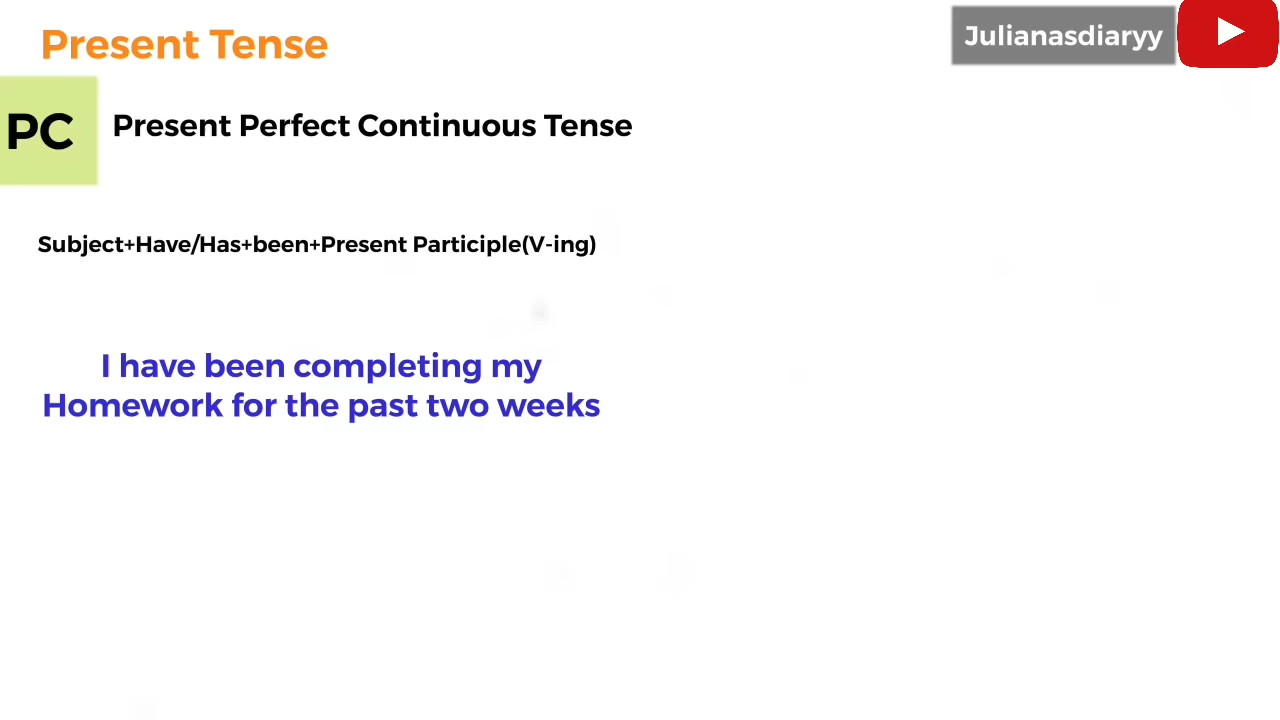 Present Tense
Julianasdiaryy
PC
Present Perfect Continuous Tense
Subject+Have/Has+been+Present Participle(V-ing)
I have been completing my
Homework for the past two weeks